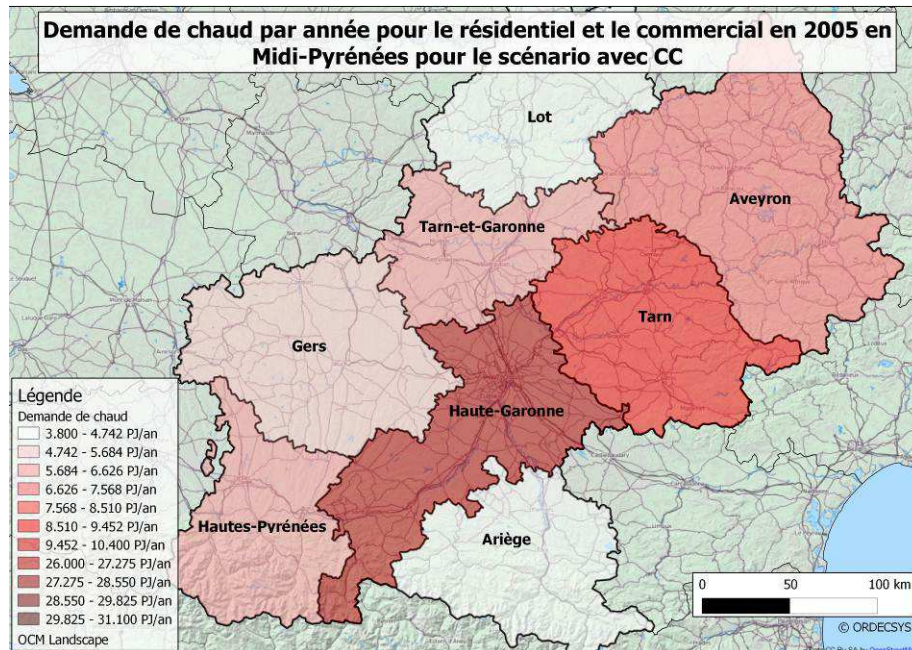 Demande de chaud par année pour le résidentiel et le commercial en 2005 en
Midi-Pyrénées pour le scénario avec CC
Lot
Aveyron
Tarn-et-Garonne
Tarn
Gers
Haute-Garonne
Hautes-Pyrénées
Ariège
Légende
Demande de chaud
3.800 - 4.742 PJ/an
4.742 - 5.684 PJ/an
5.684 - 6.626 PJ/an
6.626 - 7.568 PJ/an
7.568 - 8.510 PJ/an
8.510 - 9.452 PJ/an
9.452 - 10.400 PJ/an
26.000 - 27.275 PJ/an
27.275 - 28.550 PJ/an
28.550 - 29.825 PJ/an
29.825 - 31.100 PJ/an
OCM Landscape
0 50 100 km
© ORDECSYS